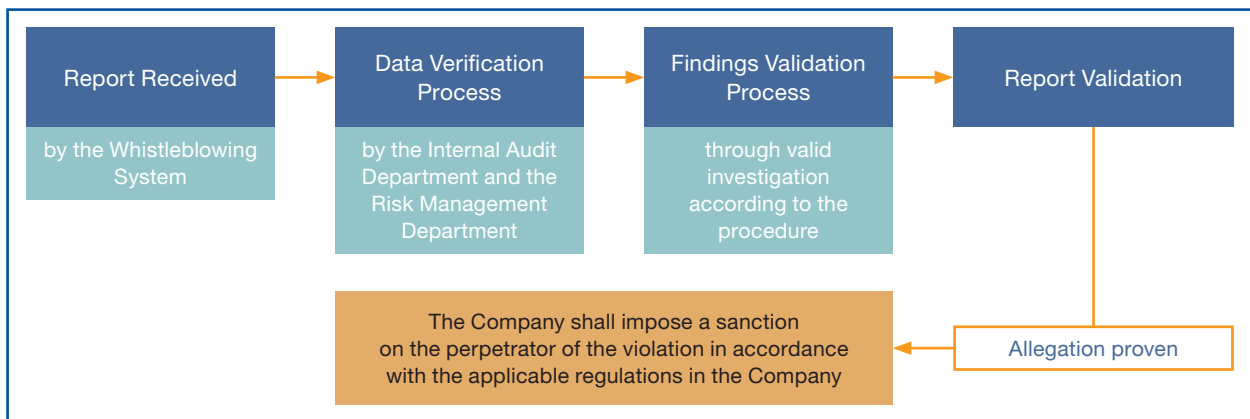 Report Received
by the Whistleblowing
System
Data Verification
Process
by the Internal Audit
Department and the
Risk Management
Department
Findings Validation
Process
through valid
investigation
according to the
procedure
Report Validation
Allegation proven
The Company shall impose a sanction
on the perpetrator of the violation in accordance
with the applicable regulations in the Company